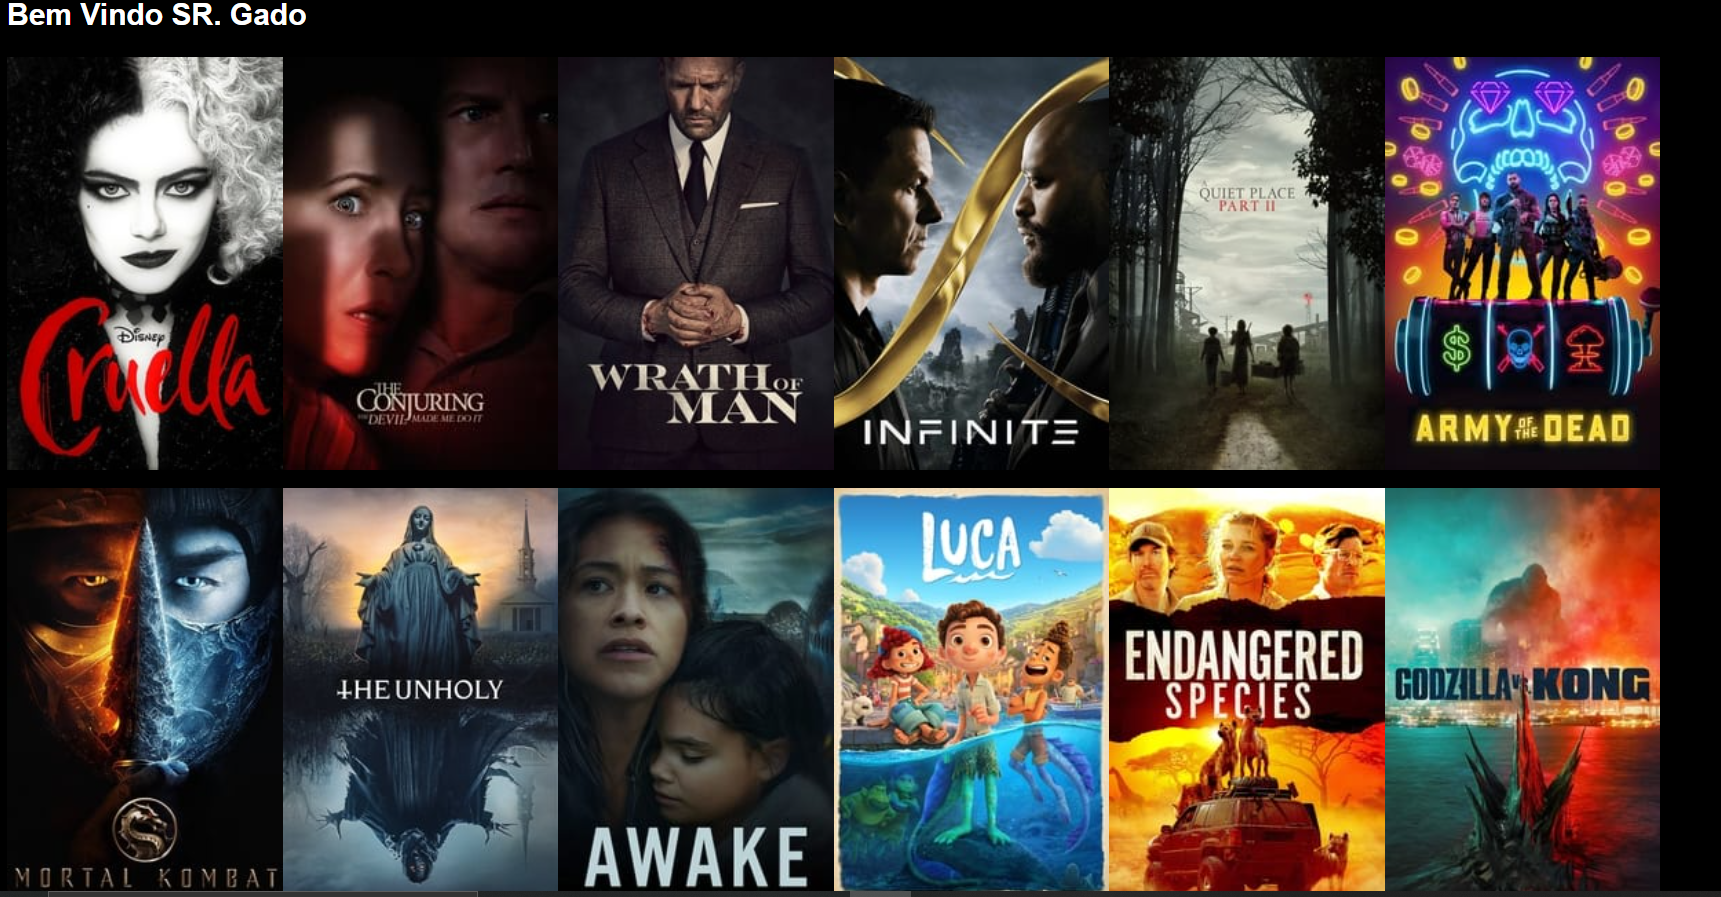 Bem Vindo SR. Gado
Disney
Cruella
THE
CONJURING
THE DEVIL MADE ME DO IT
WRATH OF
MAN
INFINITE
A
QUIET PLACE
PART II
$
ARMY OF THE DEAD
MORTAL KOMBAT
THE UNHOLY
AWAKE
LUCA
ENDANGERED
SPECIES
GODZILLA vs. KONG